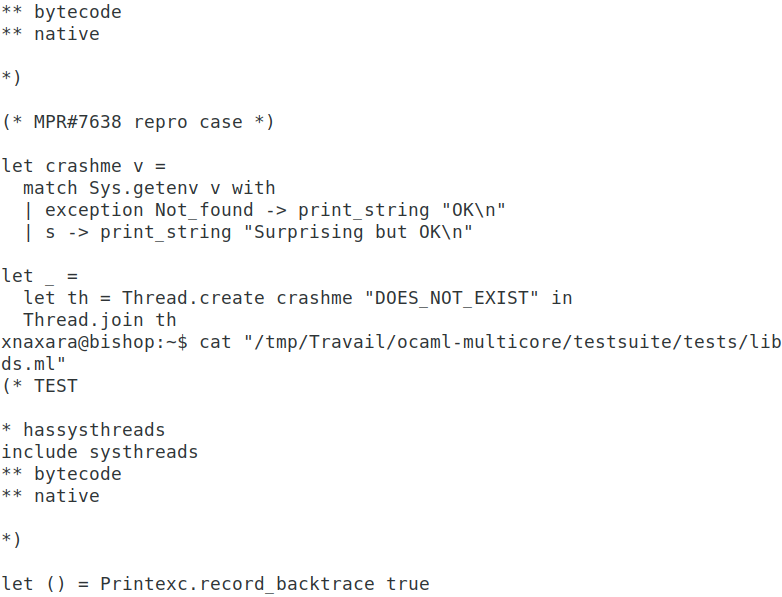 ** bytecode
** native
*)
(* MPR#7638 repro case *)
let crashme v =
  match Sys.getenv v with
  | exception Not_found -> print_string "OK\n"
  | s -> print_string "Surprising but OK\n"
let _ =
  let th = Thread.create crashme "DOES_NOT_EXIST" in
  Thread.join th
xnaxara@bishop:~$ cat "/tmp/Travail/ocaml-multicore/testsuite/tests/lib
ds.ml"
(* TEST
* hassysthreads
include systhreads
** bytecode
** native
*)
let () = Printexc.record_backtrace true